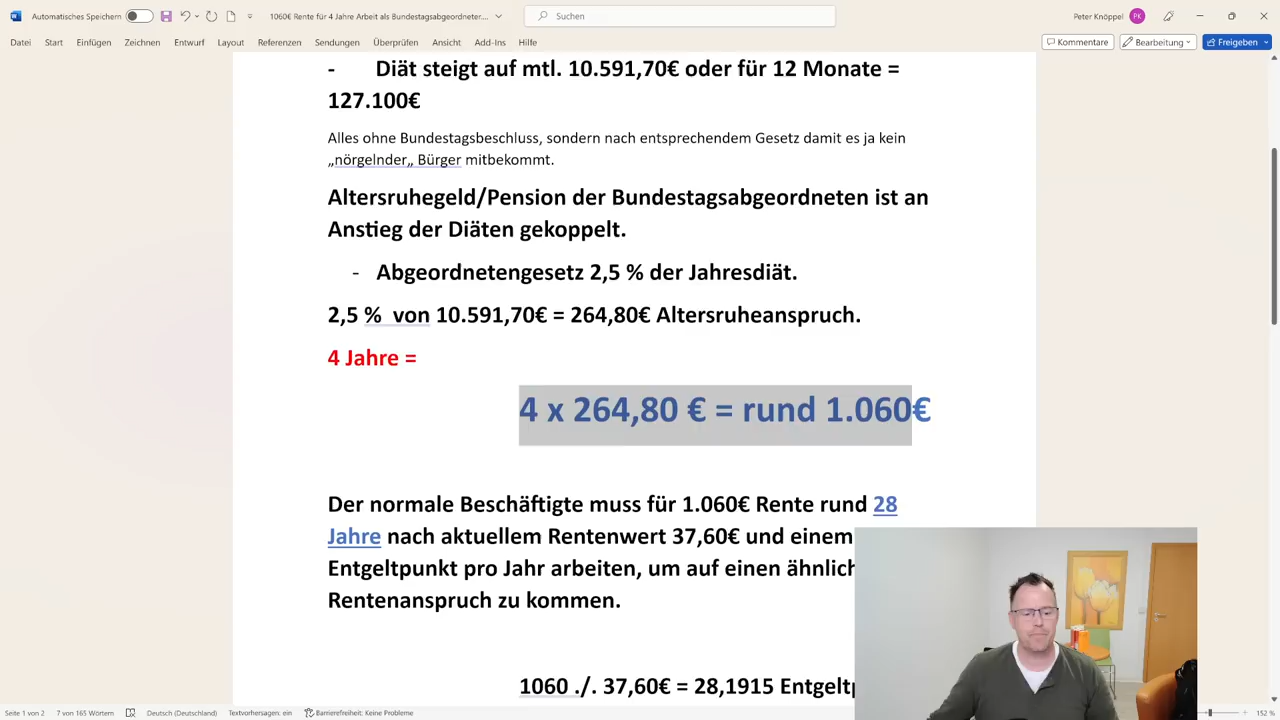 Automatisches Speichern
1060€ Rente für 4 Jahre Arbeit als Bundestagsabgeordneter....
Suchen
Peter Knöppel
PK
Datei Start Einfügen Zeichnen Entwurf Layout Referenzen Sendungen Überprüfen Ansicht Add-Ins Hilfe
Kommentare
Bearbeitung
Freigeben
- Diät steigt auf mtl. 10.591,70€ oder für 12 Monate =
127.100€
Alles ohne Bundestagsbeschluss, sondern nach entsprechendem Gesetz damit es ja kein
„nörgelnder„ Bürger mitbekommt.
Altersruhegeld/Pension der Bundestagsabgeordneten ist an
Anstieg der Diäten gekoppelt.
- Abgeordnetengesetz 2,5 % der Jahresdiät.
2,5 % von 10.591,70€ = 264,80€ Altersruheanspruch.
4 Jahre =
4 x 264,80 € = rund 1.060€
Der normale Beschäftigte muss für 1.060€ Rente rund 28
Jahre nach aktuellem Rentenwert 37,60€ und einem
Entgeltpunkt pro Jahr arbeiten, um auf einen ähnlich
Rentenanspruch zu kommen.
1060 ./. 37,60€ = 28,1915 Entgeltp
Seite 1 von 2 7 von 165 Wörtern Deutsch (Deutschland) Textvorhersagen: ein Barrierefreiheit: Keine Probleme
152 %